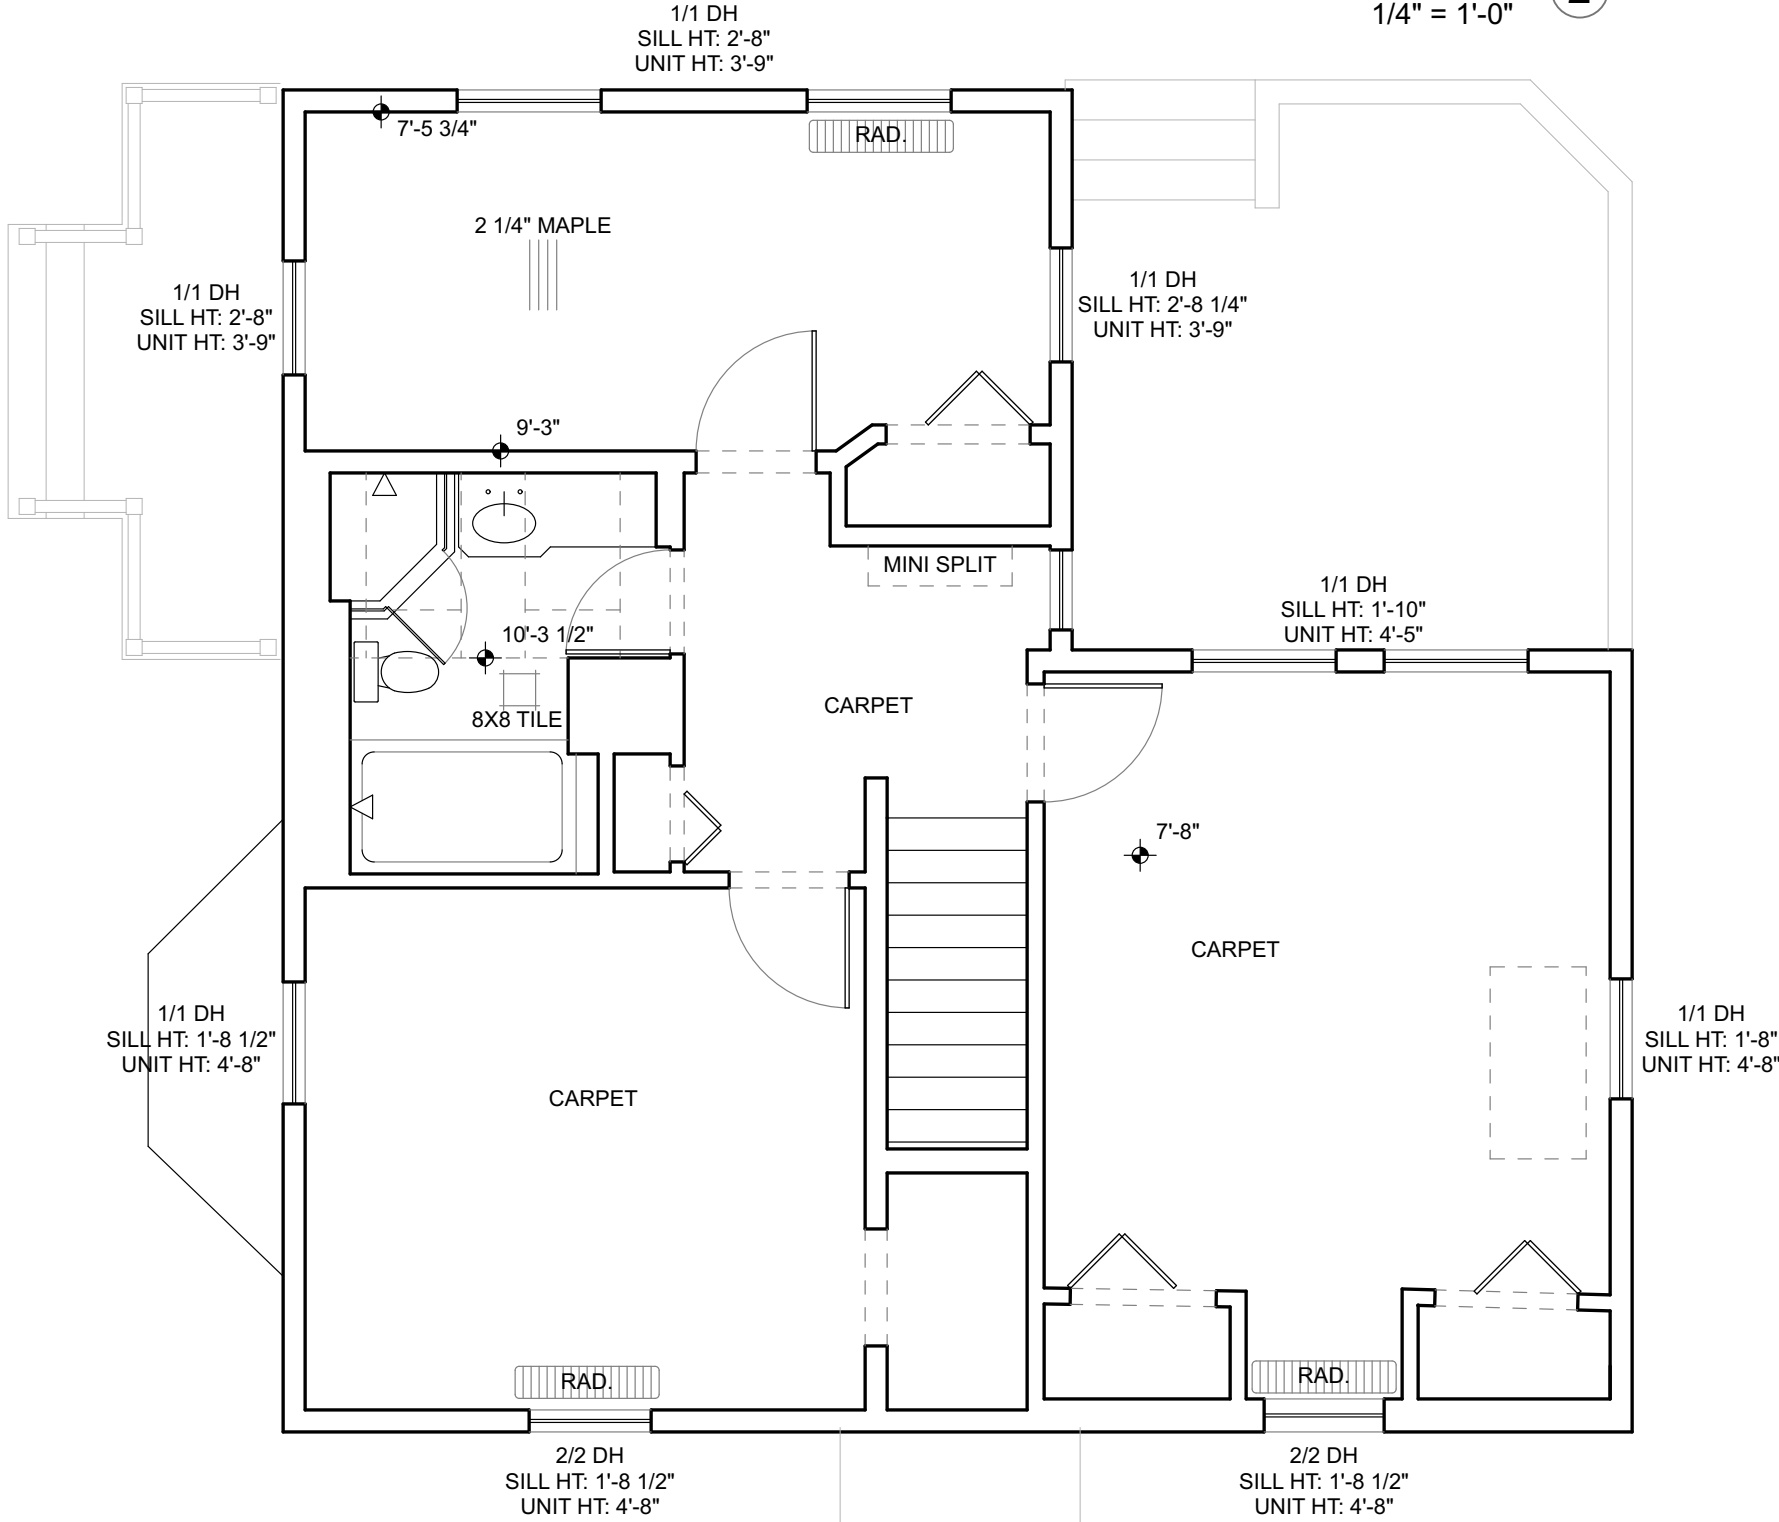 1/4" = 1'-0"
1/1 DH
SILL HT: 2'-8"
UNIT HT: 3'-9"
7'-5 3/4"
RAD.
2 1/4" MAPLE
1/1 DH
SILL HT: 2'-8"
UNIT HT: 3'-9"
1/1 DH
SILL HT: 2'-8 1/4"
UNIT HT: 3'-9"
9'-3"
MINI SPLIT
1/1 DH
SILL HT: 1'-10"
UNIT HT: 4'-5"
10'-3 1/2"
8X8 TILE
CARPET
7'-8"
CARPET
1/1 DH
SILL HT: 1'-8 1/2"
UNIT HT: 4'-8"
CARPET
1/1 DH
SILL HT: 1'-8"
UNIT HT: 4'-8"
RAD.
RAD.
2/2 DH
SILL HT: 1'-8 1/2"
UNIT HT: 4'-8"
2/2 DH
SILL HT: 1'-8 1/2"
UNIT HT: 4'-8"